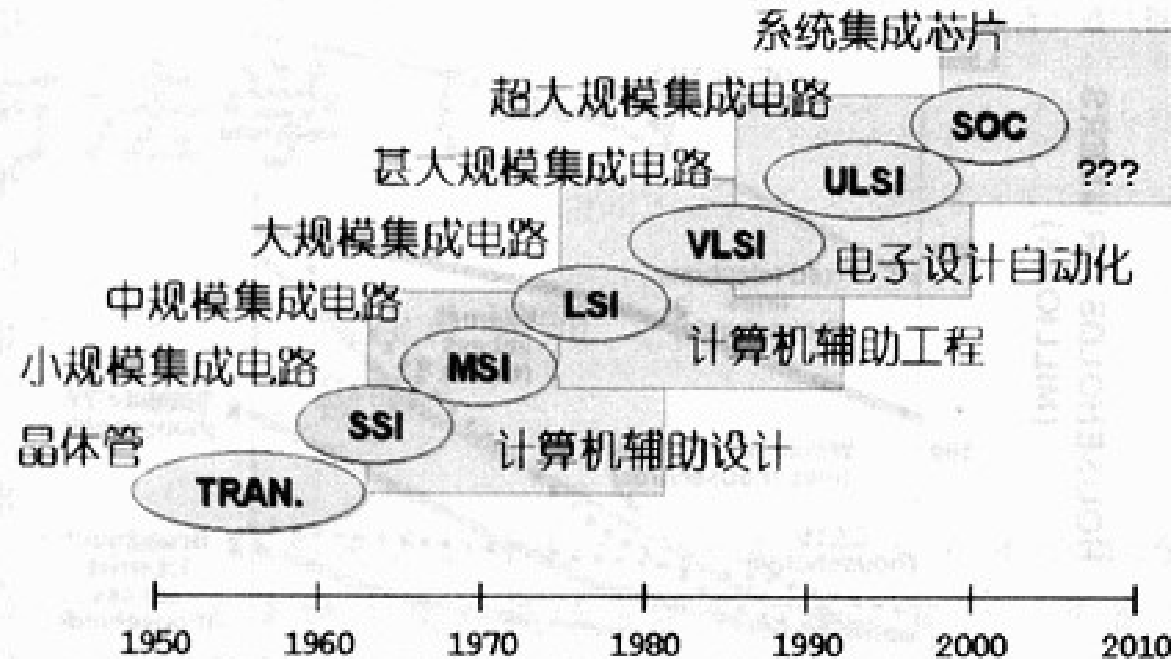 系统集成芯片
超大规模集成电路
SOC
甚大规模集成电路
ULSI
???
大规模集成电路
VLSI
电子设计自动化
中规模集成电路
LSI
计算机辅助工程
小规模集成电路
MSI
SSI
晶体管
计算机辅助设计
TRAN.
1950 1960 1970 1980 1990 2000 2010